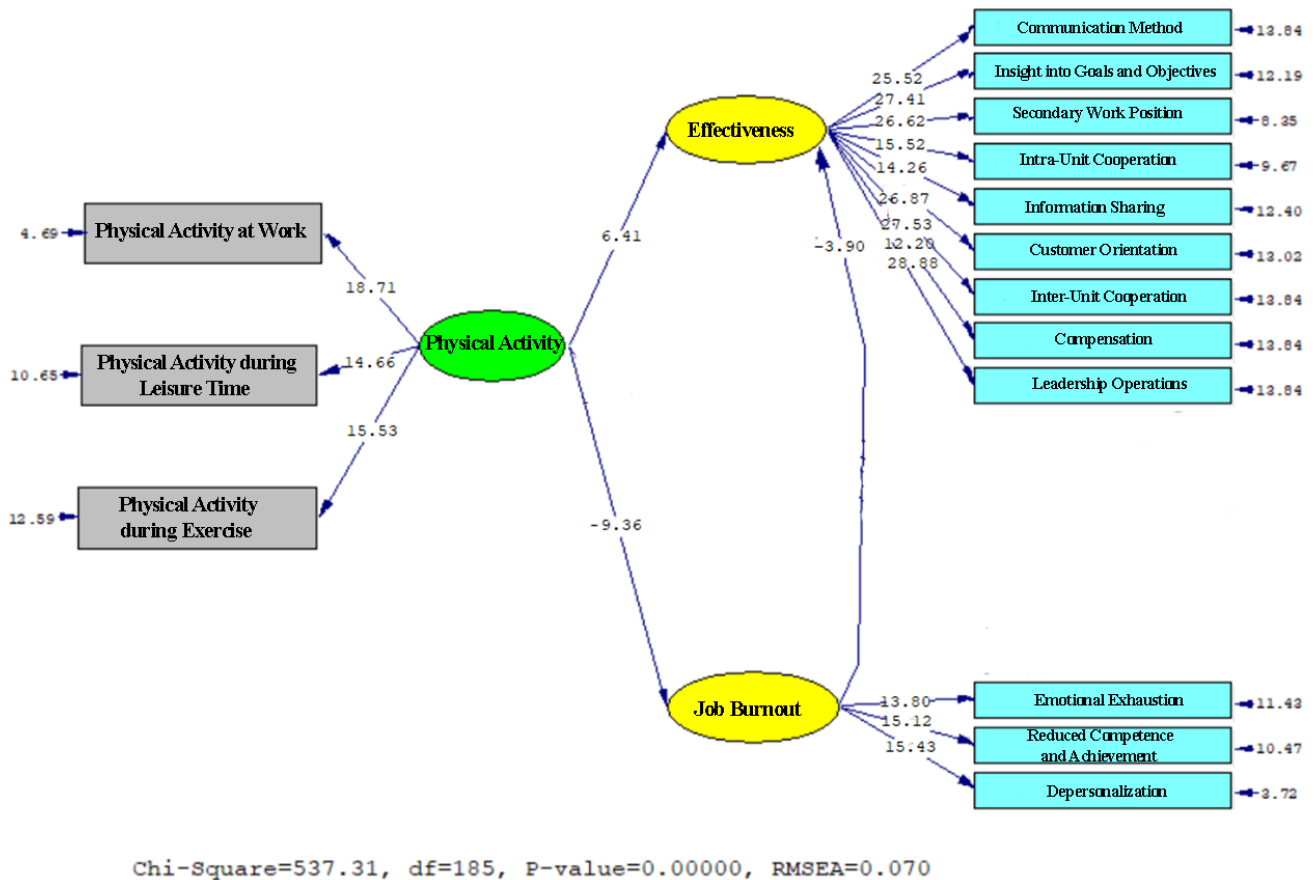 Communication Method
13.84
25.52
Insight into Goals and Objectives
12.19
27.41
Effectiveness
Secondary Work Position
8.35
26.62
15.52
Intra-Unit Cooperation
9.67
14.26
Information Sharing
12.40
26.87
27.53
Customer Orientation
13.02
12.20
28.88
Inter-Unit Cooperation
13.84
Compensation
13.84
Leadership Operations
13.84
-3.90
6.41
4.69
Physical Activity at Work
18.71
Physical Activity
10.65
Physical Activity during
Leisure Time
14.66
15.53
12.59
Physical Activity
during Exercise
-9.36
Job Burnout
13.80
Emotional Exhaustion
11.43
15.12
Reduced Competence
and Achievement
10.47
15.43
Depersonalization
3.72
Chi-Square=537.31, df=185, P-value=0.00000, RMSEA=0.070